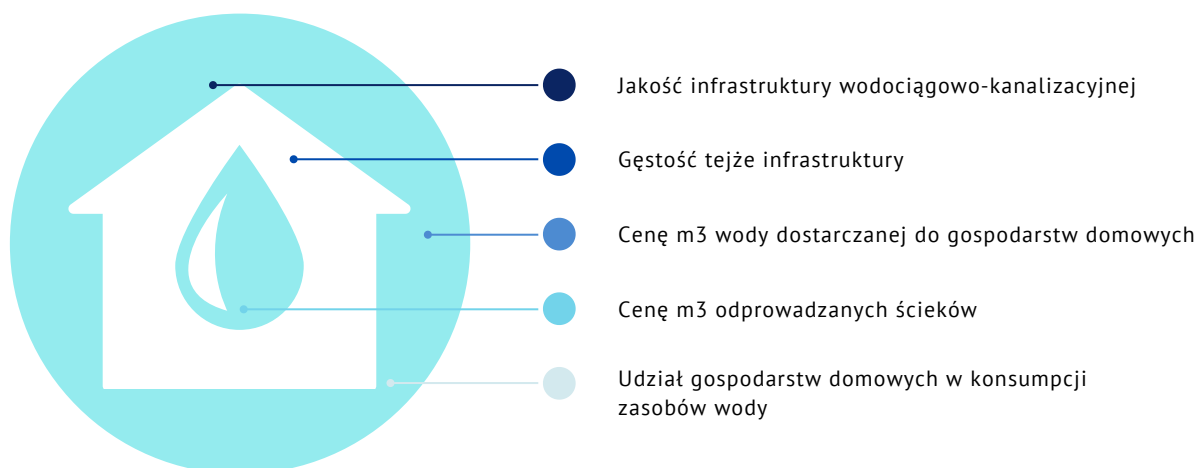 Jakość infrastruktury wodociągowo-kanalizacyjnej
Gęstość tejże infrastruktury
Cenę m3 wody dostarczanej do gospodarstw domowych
Cenę m3 odprowadzanych ścieków
Udział gospodarstw domowych w konsumpcji
zasobów wody